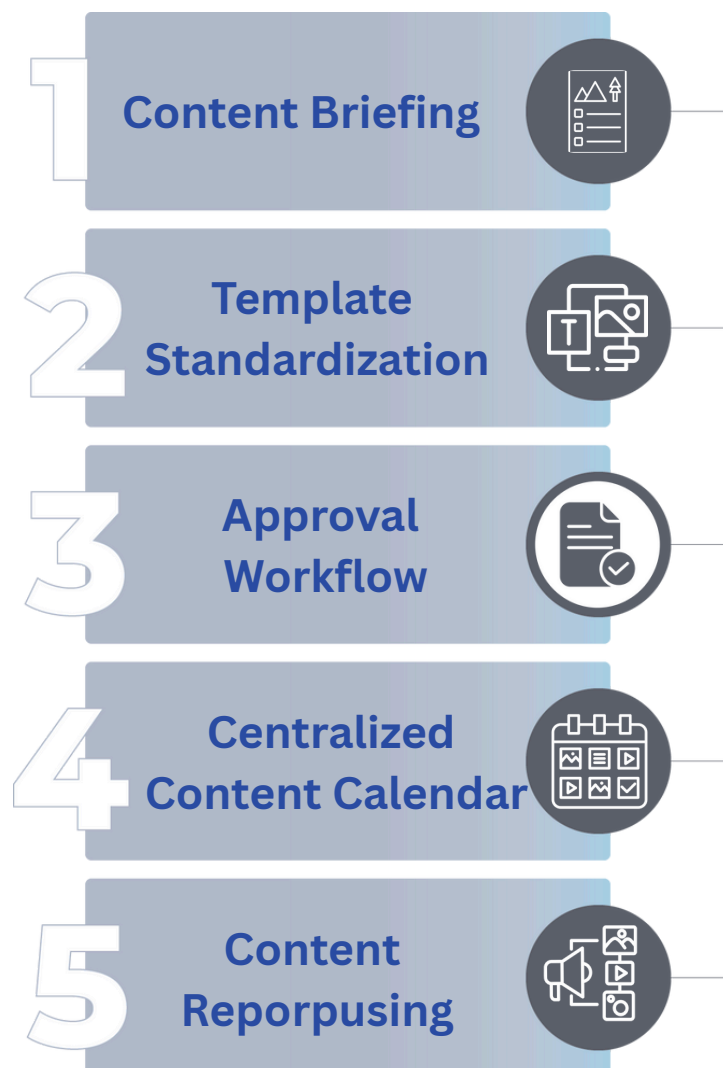 1
Content Briefing
2
Template
Standardization
T
3
Approval
Workflow
4
Centralized
Content Calendar
5
Content
Reporpusing